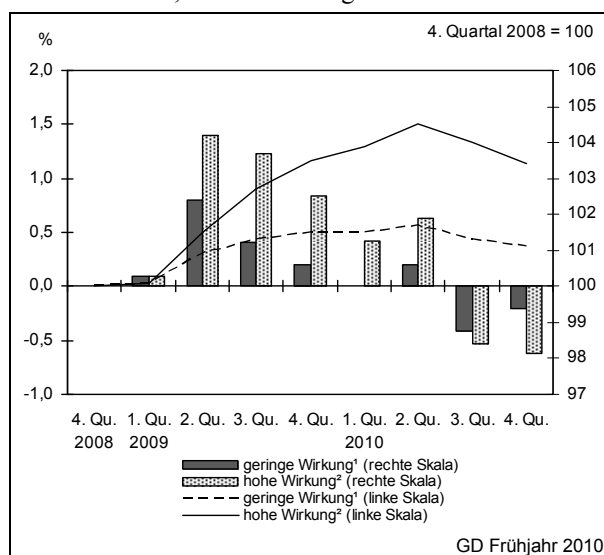 %
4. Quartal 2008 = 100
2,0
1,5
1,0
0,5
0,0
-0,5
-1,0
106
105
104
103
102
101
100
99
98
97
4. Qu. 1. Qu. 2. Qu. 3. Qu. 4. Qu. 1. Qu. 2. Qu. 3. Qu. 4. Qu.
2008 2009 2010
geringe Wirkung¹ (rechte Skala)
hohe Wirkung² (rechte Skala)
geringe Wirkung¹ (linke Skala)
hohe Wirkung² (linke Skala)
GD Frühjahr 2010